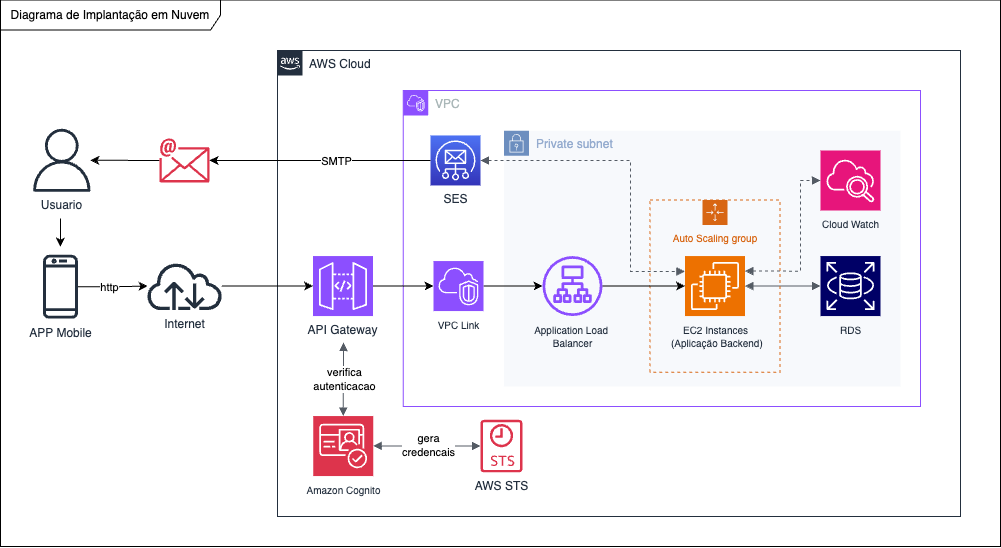 Diagrama de Implantação em Nuvem
aws
AWS Cloud
VPC
Private subnet
SMTP
SES
Usuario
Cloud Watch
Auto Scaling group
http
APP Mobile
Internet
API Gateway
VPC Link
Application Load
Balancer
EC2 Instances
(Aplicação Backend)
RDS
verifica
autenticacao
gera
credencais
STS
Amazon Cognito
AWS STS